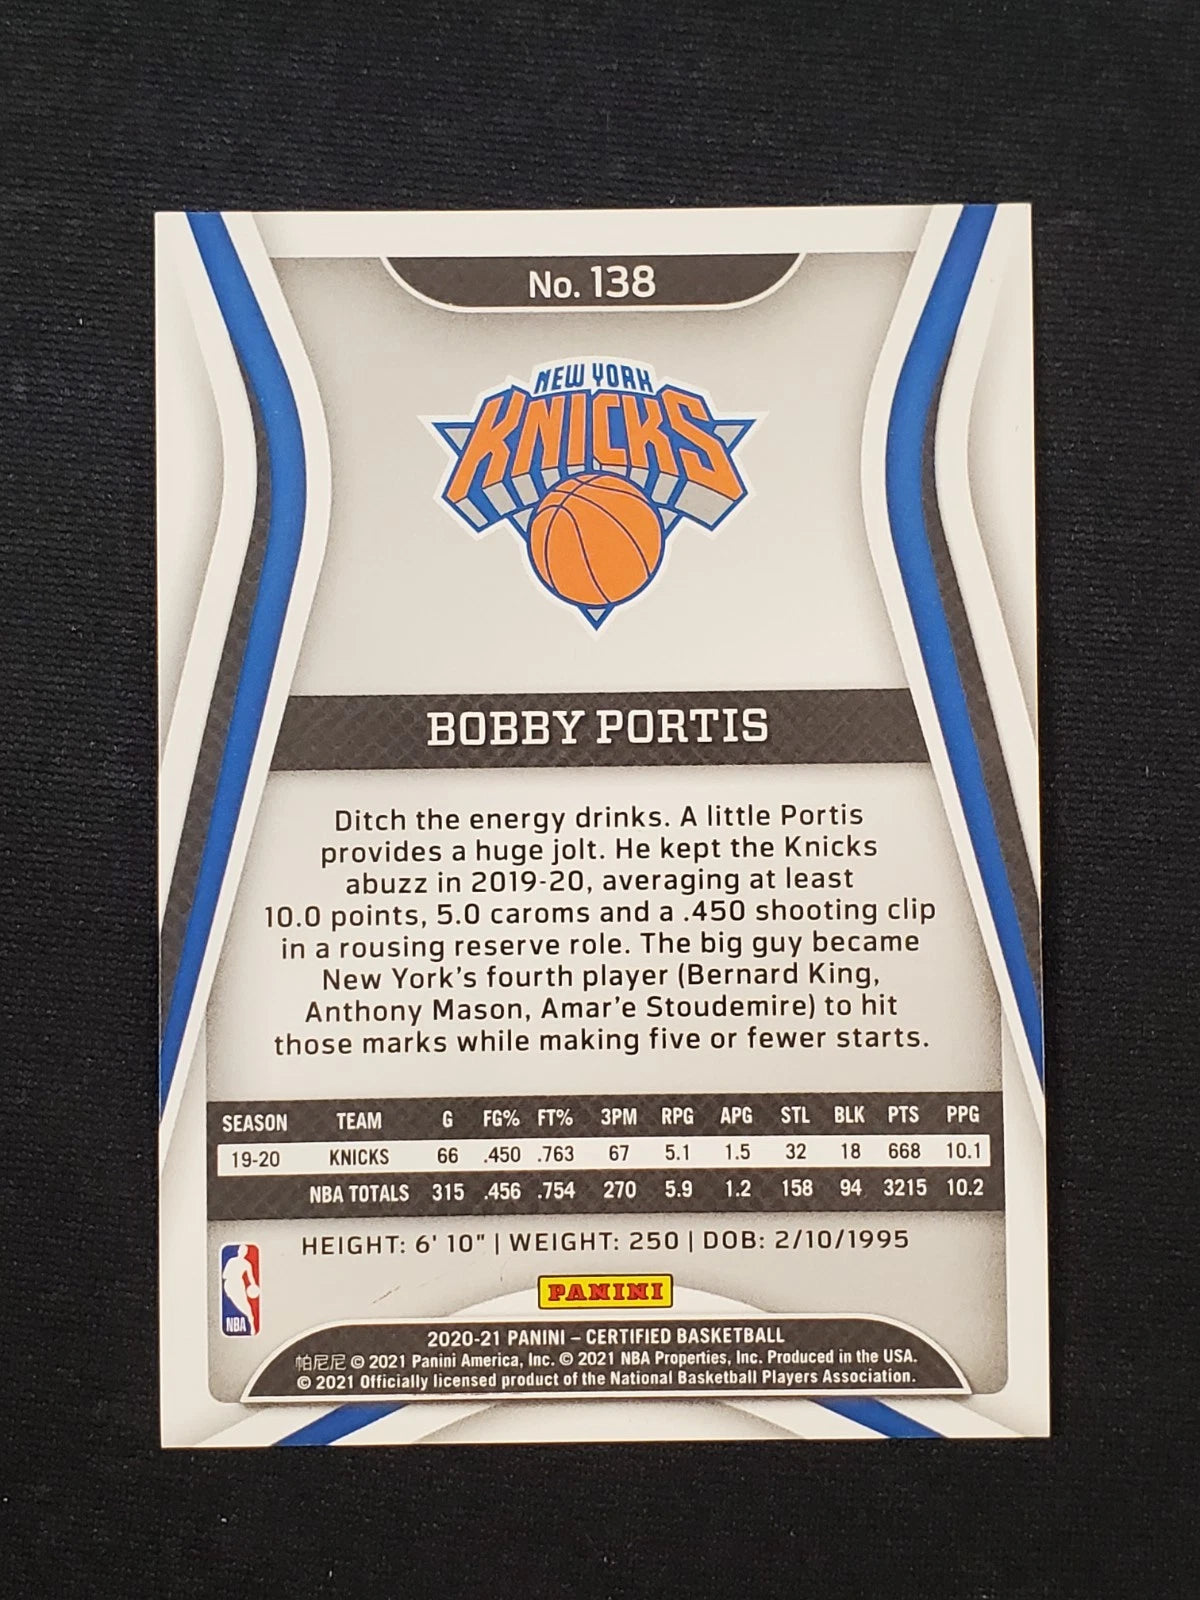 No. 138
NEW YORK
KNICKS
BOBBY PORTIS
Ditch the energy drinks. A little Portis
provides a huge jolt. He kept the Knicks
abuzz in 2019-20, averaging at least
10.0 points, 5.0 caroms and a .450 shooting clip
in a rousing reserve role. The big guy became
New York's fourth player (Bernard King,
Anthony Mason, Amar'e Stoudemire) to hit
those marks while making five or fewer starts.
SEASON TEAM G FG% FT% 3PM RPG APG STL BLK PTS PPG
19-20 KNICKS 66 .450 .763 67 5.1 1.5 32 18 668 10.1
NBA TOTALS 315 .456 .754 270 5.9 1.2 158 94 3215 10.2
HEIGHT: 6' 10" | WEIGHT: 250 | DOB: 2/10/1995
NBA
PANINI
2020-21 PANINI – CERTIFIED BASKETBALL
帕尼尼 © 2021 Panini America, Inc. © 2021 NBA Properties, Inc. Produced in the USA.
© 2021 Officially licensed product of the National Basketball Players Association.